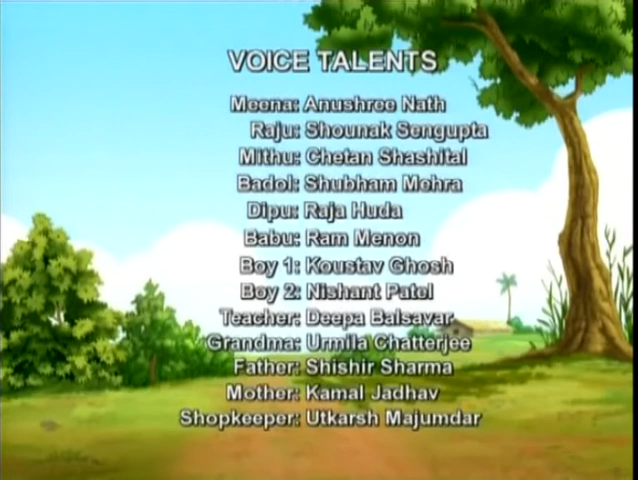 VOICE TALENTS
Meena: Anushree Nath
Raju: Shounak Sengupta
Mithu: Chetan Shashital
Badol: Shubham Mehra
Dipu: Raja Huda
Babu: Ram Menon
Boy 1: Koustav Ghosh
Boy 2: Nishant Patel
Teacher: Deepa Balsavar
Grandma: Urmila Chatterjee
Father: Shishir Sharma
Mother: Kamal Jadhav
Shopkeeper: Utkarsh Majumdar